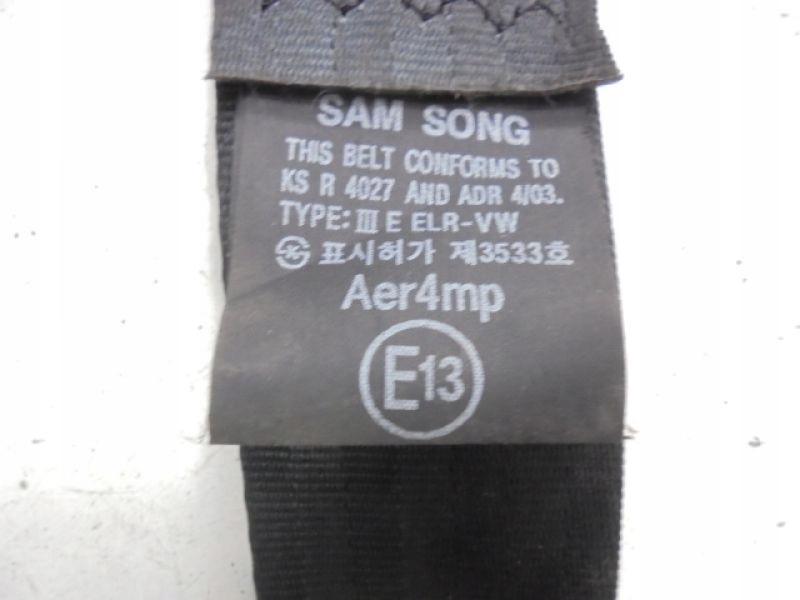 SAM SONG
THIS BELT CONFORMS TO
KS R 4027 AND ADR 4/03.
TYPE: Ⅲ E ELR-VW
표시허가 제3533호
Aer4mp
E13